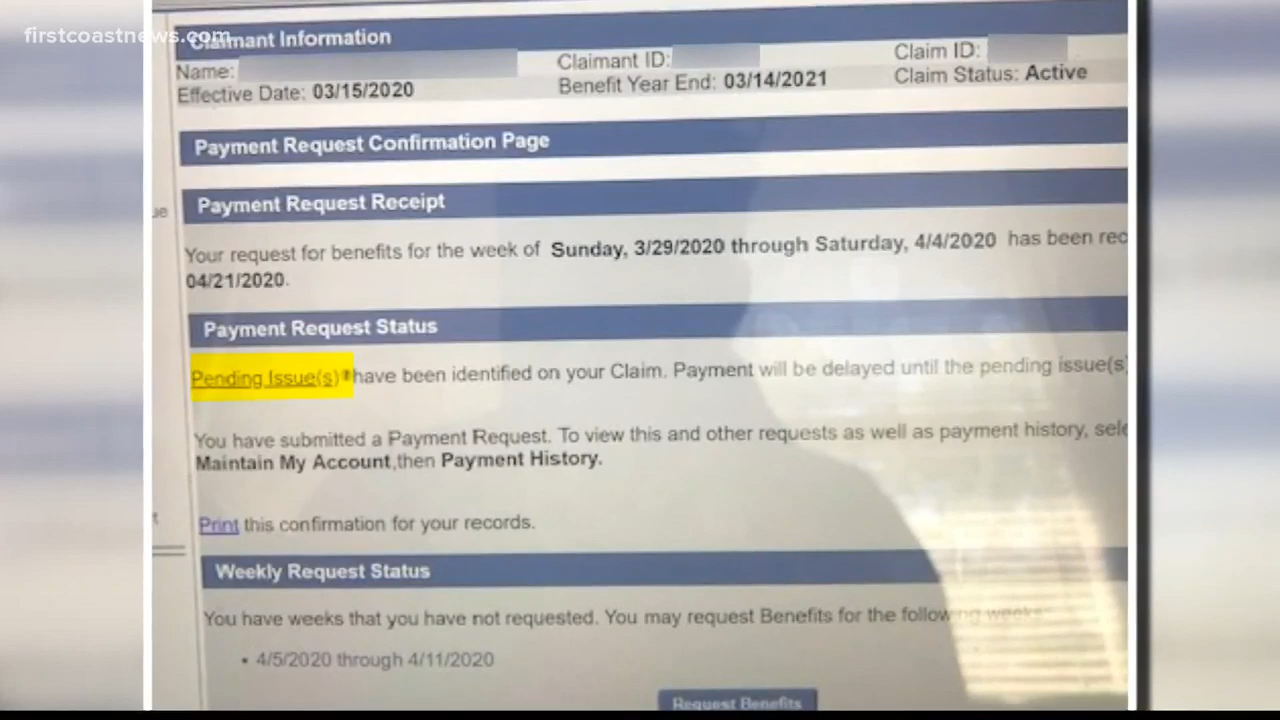 firstcoastnews.com
Claimant Information
Name: Claimant ID: Claim ID:
Effective Date: 03/15/2020 Benefit Year End: 03/14/2021 Claim Status: Active
Payment Request Confirmation Page
Payment Request Receipt
Your request for benefits for the week of Sunday, 3/29/2020 through Saturday, 4/4/2020 has been rec
04/21/2020.
Payment Request Status
Pending Issue(s) have been identified on your Claim. Payment will be delayed until the pending issue(s)
You have submitted a Payment Request. To view this and other requests as well as payment history, sele
Maintain My Account,then Payment History.
Print this confirmation for your records.
Weekly Request Status
You have weeks that you have not requested. You may request Benefits for the following weeks:
• 4/5/2020 through 4/11/2020
Request Benefits